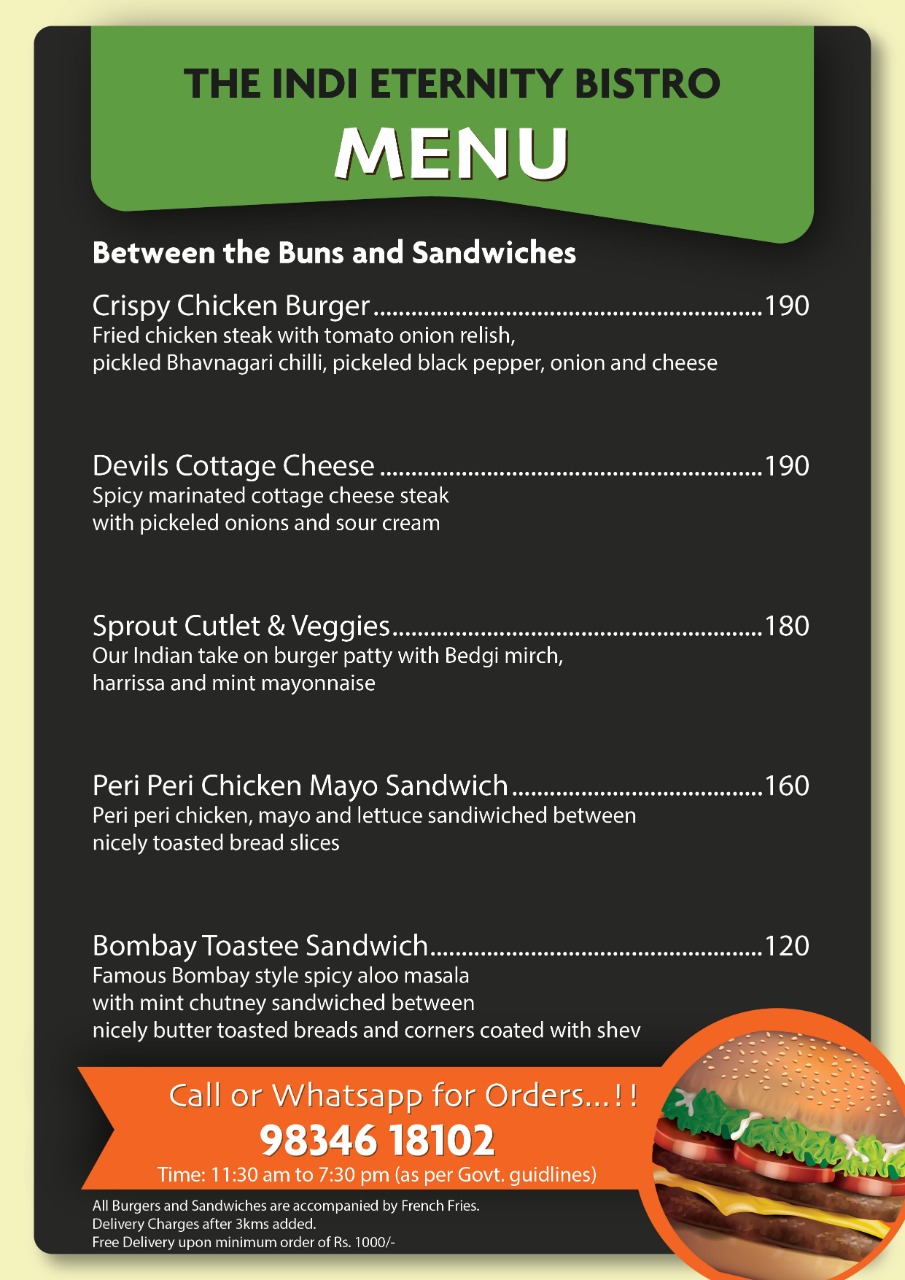 THE INDI ETERNITY BISTRO
MENU
Between the Buns and Sandwiches
Crispy Chicken Burger..............................................................190
Fried chicken steak with tomato onion relish,
pickled Bhavnagari chilli, pickeled black pepper, onion and cheese
Devils Cottage Cheese .............................................................190
Spicy marinated cottage cheese steak
with pickeled onions and sour cream
Sprout Cutlet & Veggies...........................................................180
Our Indian take on burger patty with Bedgi mirch,
harrissa and mint mayonnaise
Peri Peri Chicken Mayo Sandwich........................................160
Peri peri chicken, mayo and lettuce sandiwiched between
nicely toasted bread slices
Bombay Toastee Sandwich.....................................................120
Famous Bombay style spicy aloo masala
with mint chutney sandwiched between
nicely butter toasted breads and corners coated with shev
Call or Whatsapp for Orders...!!
98346 18102
Time: 11:30 am to 7:30 pm (as per Govt. guidlines)
All Burgers and Sandwiches are accompanied by French Fries.
Delivery Charges after 3kms added.
Free Delivery upon minimum order of Rs. 1000/-